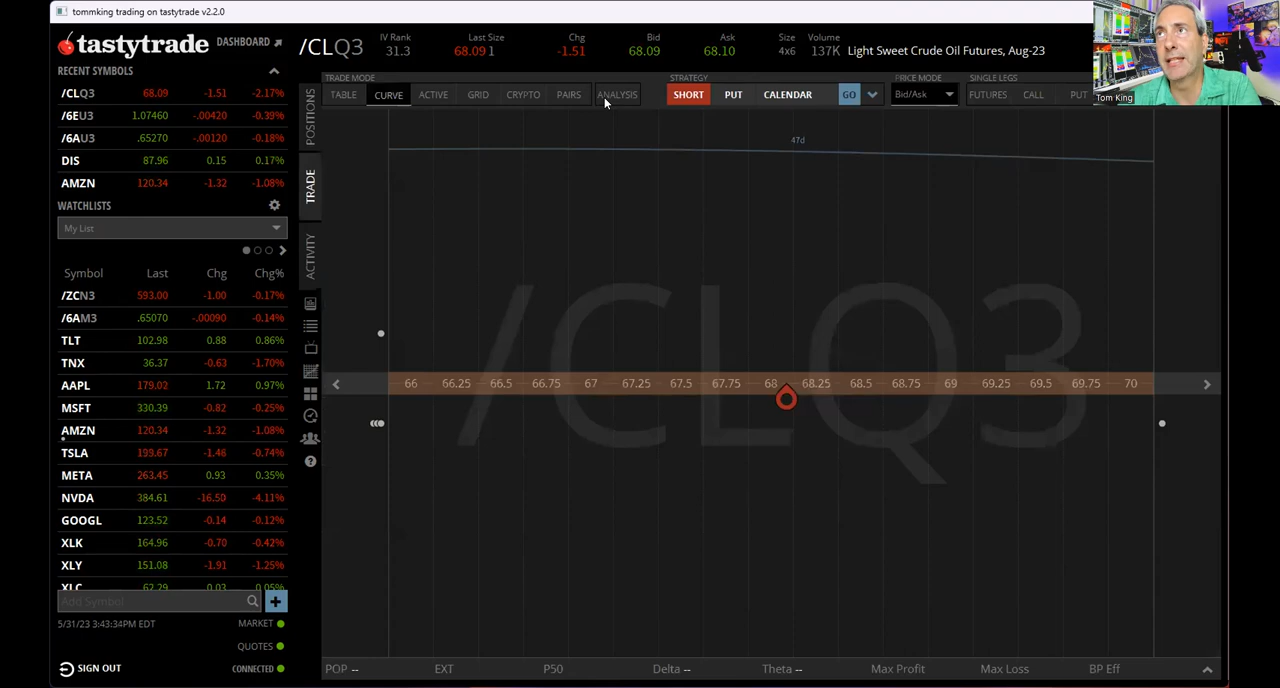 tommking trading on tastytrade v2.2.0
tastytrade DASHBOARD
RECENT SYMBOLS
/CLQ3 68.09 -1.51 -2.17%
/6EU3 1.07460 -.00420 -0.39%
/6AU3 .65270 -.00120 -0.18%
DIS 87.96 0.15 0.17%
AMZN 120.34 -1.32 -1.08%
WATCHLISTS
My List
Symbol Last Chg Chg%
/ZCN3 593.00 -1.00 -0.17%
/6AM3 .65070 -.00090 -0.14%
TLT 102.98 0.88 0.86%
TNX 36.37 -0.63 -1.70%
AAPL 179.02 1.72 0.97%
MSFT 330.39 -0.82 -0.25%
AMZN 120.34 -1.32 -1.08%
TSLA 199.67 -1.46 -0.74%
META 263.45 0.93 0.35%
NVDA 384.61 -16.50 -4.11%
GOOGL 123.52 -0.14 -0.12%
XLK 164.96 -0.70 -0.42%
XLY 151.08 -1.91 -1.25%
XLC 62.29 0.03 0.05%
Add Symbol
5/31/23 3:43:34PM EDT MARKET
QUOTES
SIGN OUT CONNECTED
/CLQ3
IV Rank Last Size Chg Bid Ask Size Volume
31.3 68.09 1 -1.51 68.09 68.10 4x6 137K Light Sweet Crude Oil Futures, Aug-23
TRADE MODE STRATEGY PRICE MODE SINGLE LEGS
TABLE CURVE ACTIVE GRID CRYPTO PAIRS ANALYSIS SHORT PUT CALENDAR GO Bid/Ask FUTURES CALL PUT
Tom King
POSITIONS
TRADE
ACTIVITY
47d
/CLQ3
66 66.25 66.5 66.75 67 67.25 67.5 67.75 68 68.25 68.5 68.75 69 69.25 69.5 69.75 70
POP -- EXT P50 Delta -- Theta -- Max Profit Max Loss BP Eff